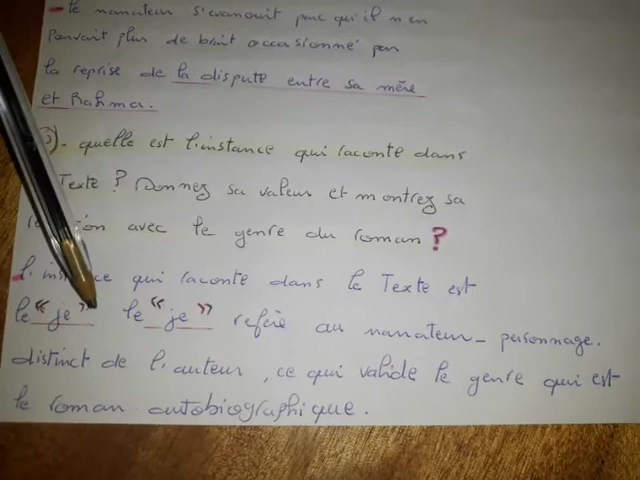 - le narrateur s'évanouit parce qu'il n'en
pouvait plus de bruit occasionné par
la reprise de la dispute entre sa mère
et Rahma.
3)- quelle est l'instance qui raconte dans
Texte ? Donnez sa valeur et montrez sa
avec le genre du roman ?
qui raconte dans le Texte est
le "je" le "je" refère au narrateur - personnage.
distinct de l'auteur, ce qui valide le genre qui est
le roman autobiographique.